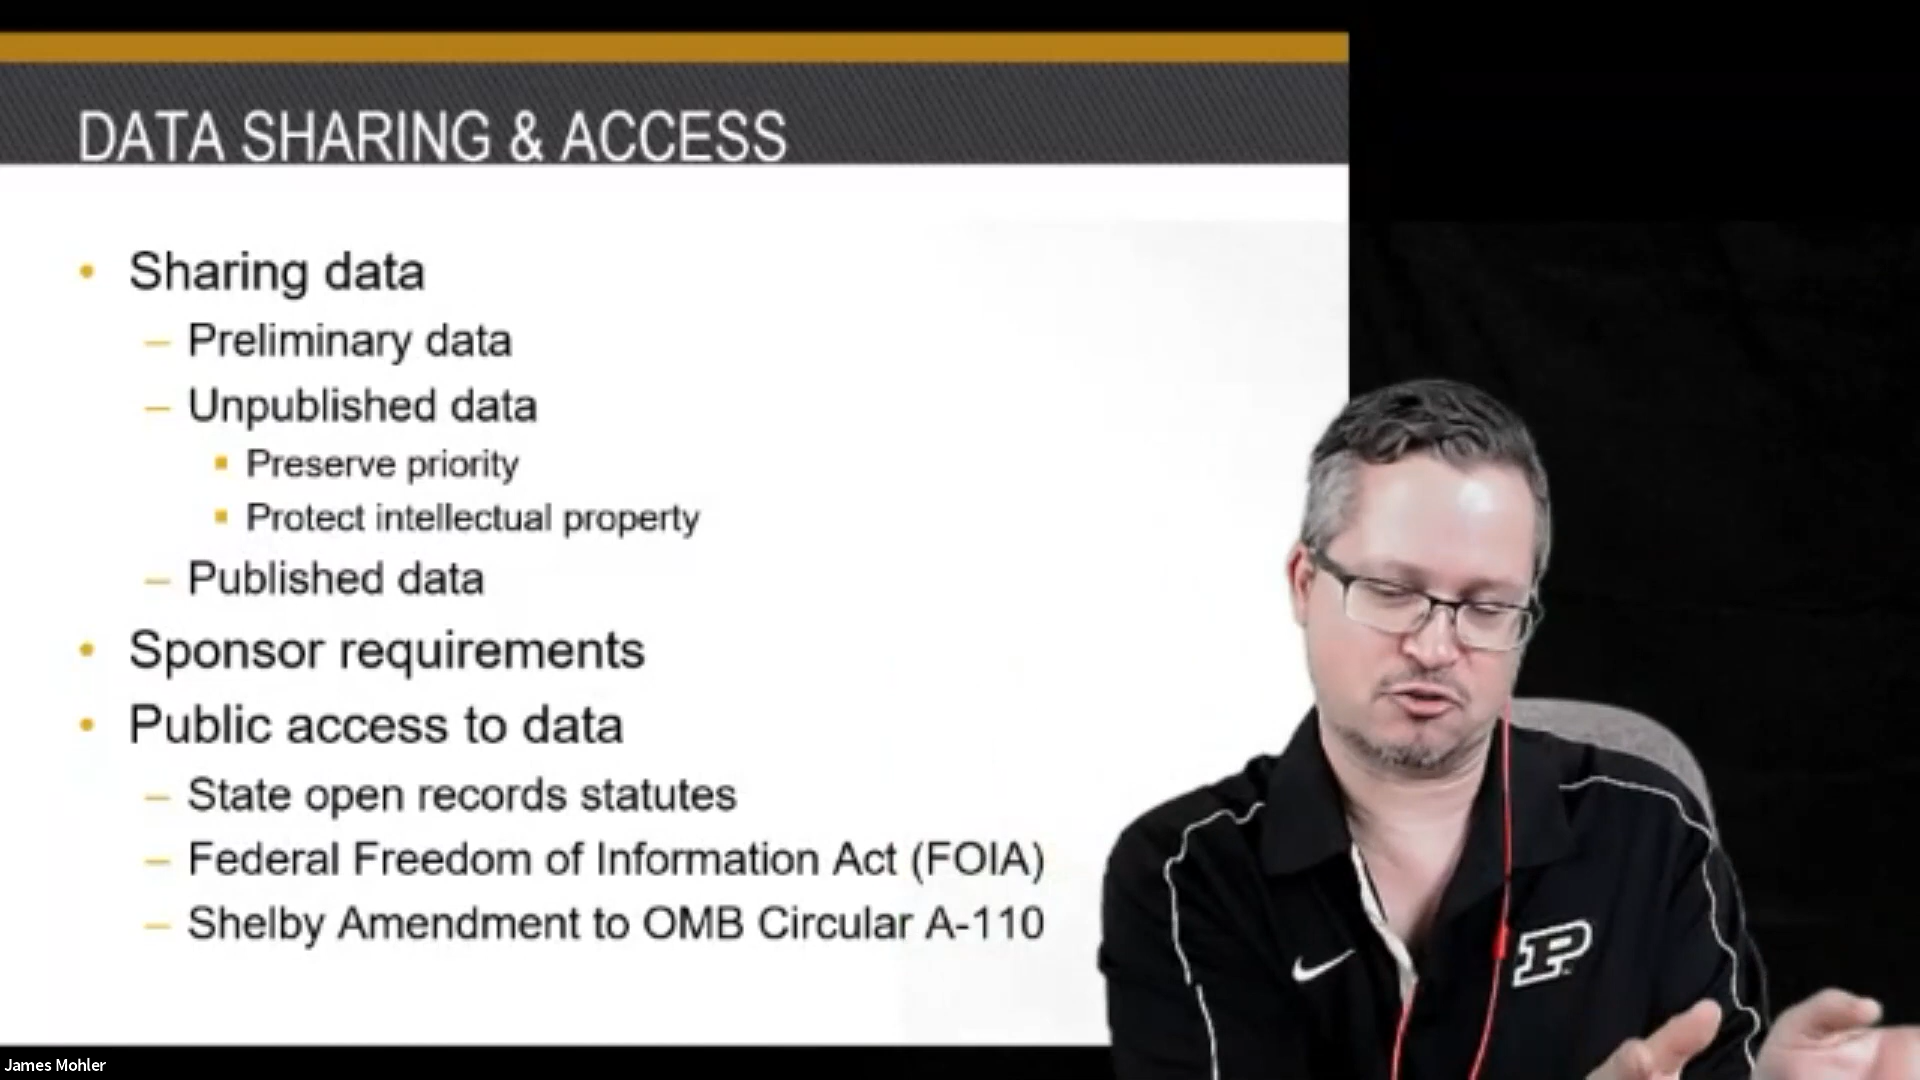 DATA SHARING & ACCESS
• Sharing data
– Preliminary data
– Unpublished data
▪ Preserve priority
▪ Protect intellectual property
– Published data
• Sponsor requirements
• Public access to data
– State open records statutes
– Federal Freedom of Information Act (FOIA)
– Shelby Amendment to OMB Circular A-110
P
James Mohler